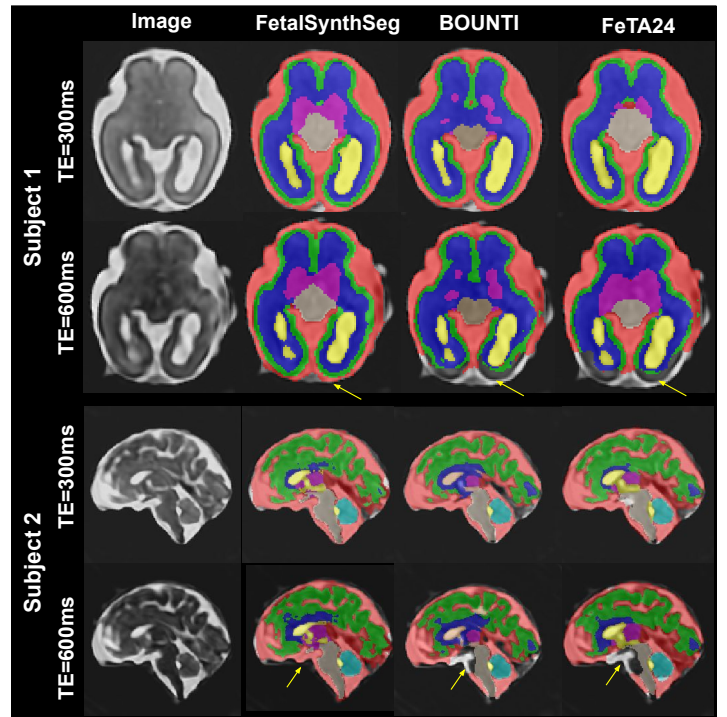 Image FetalSynthSeg BOUNTI FeTA24
Subject 1
TE=300ms
TE=600ms
Subject 2
TE=300ms
TE=600ms